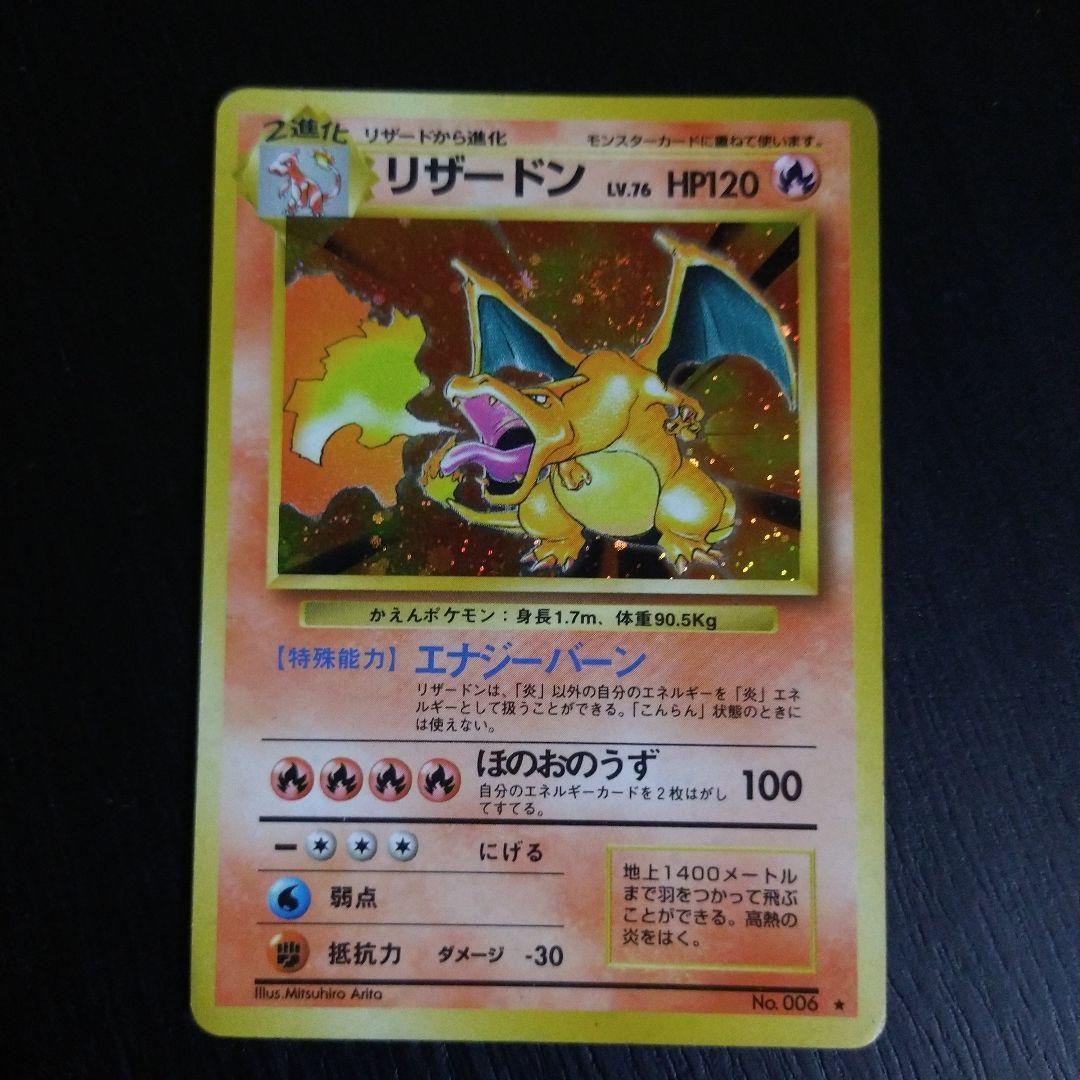 2進化 リザードから進化 モンスターカードに重ねて使います。
リザードン LV.76 HP120
かえんポケモン：身長1.7m、体重90.5Kg
【特殊能力】 エナジーバーン
リザードンは、「炎」以外の自分のエネルギーを「炎」エネ
ルギーとして扱うことができる。「こんらん」状態のときに
は使えない。
ほのおのうず 100
自分のエネルギーカードを2枚はがし
てすてる。
にげる
弱点
抵抗力 ダメージ -30
地上1400メートル
まで羽をつかって飛ぶ
ことができる。高熱の
炎をはく。
Illus.Mitsuhiro Arita
No. 006 ★